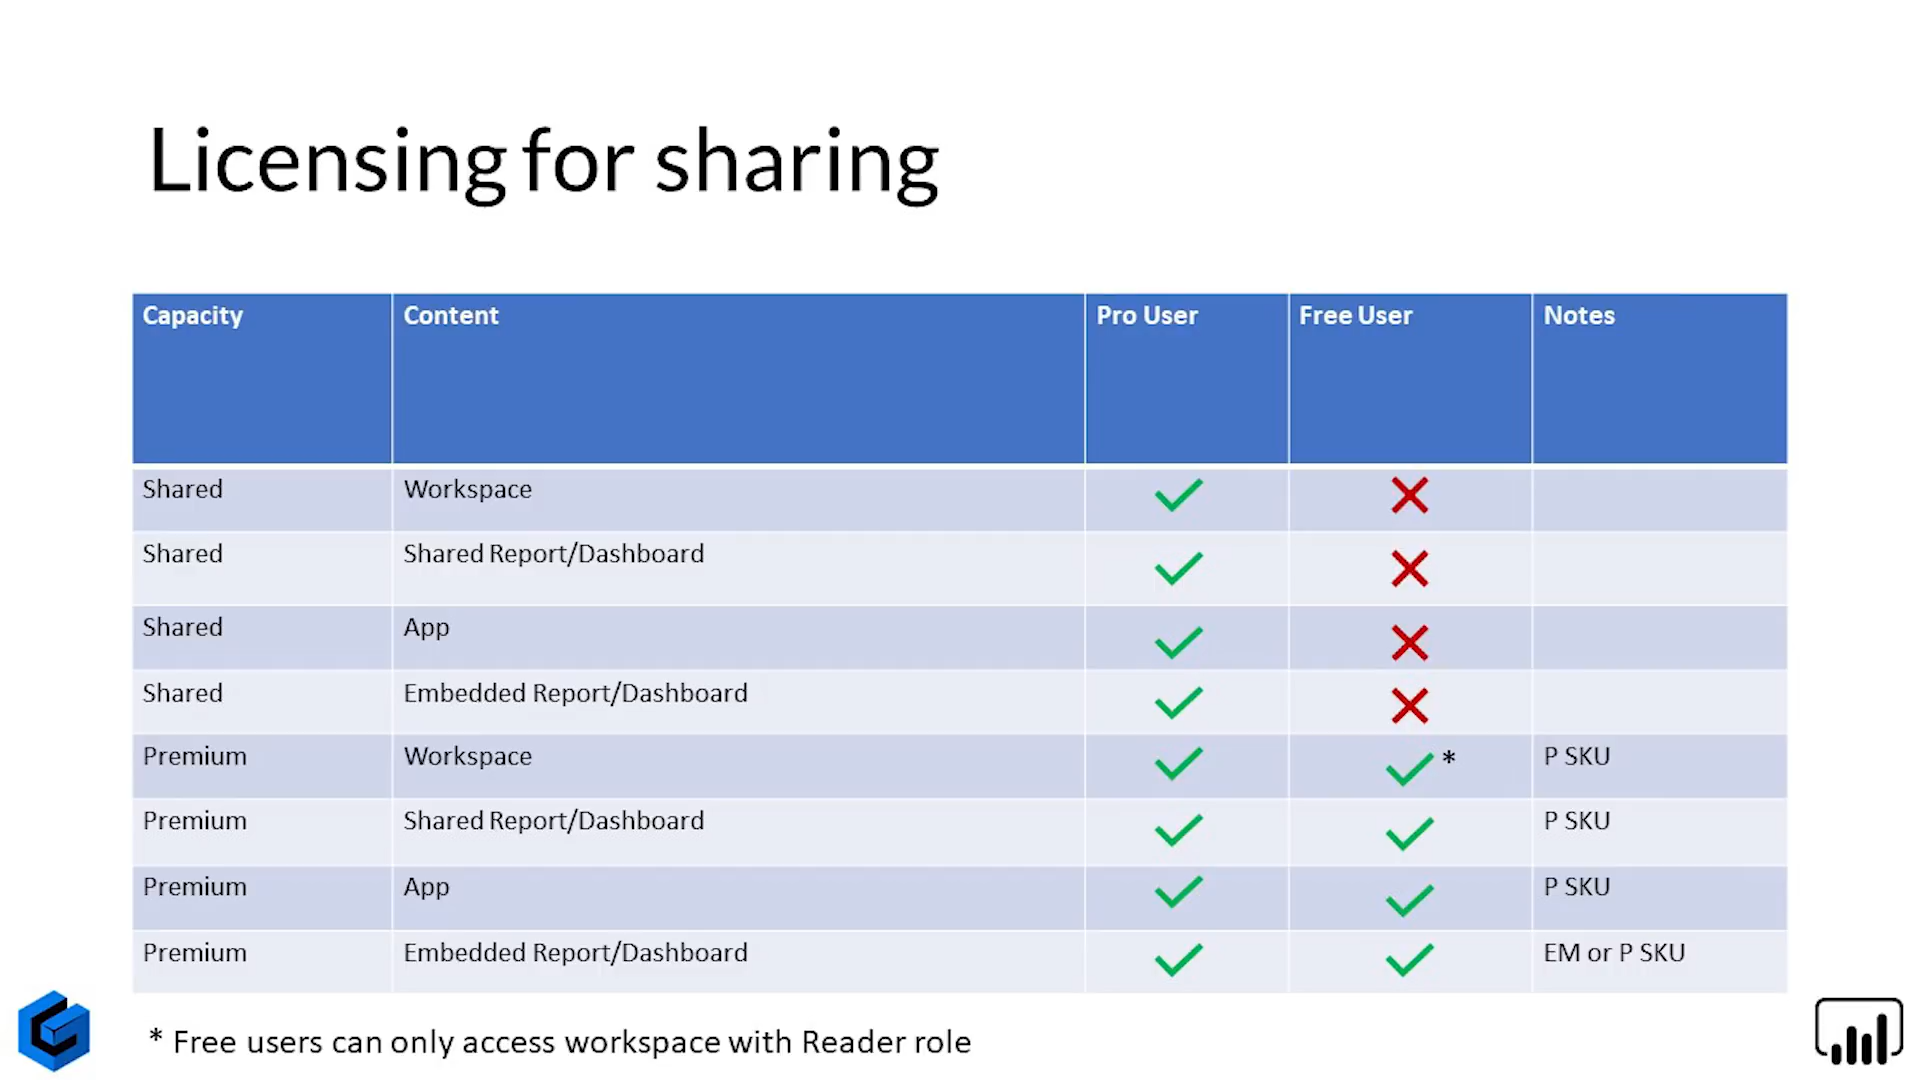 Licensing for sharing
Capacity Content Pro User Free User Notes
Shared Workspace
Shared Shared Report/Dashboard
Shared App
Shared Embedded Report/Dashboard
Premium Workspace * P SKU
Premium Shared Report/Dashboard P SKU
Premium App P SKU
Premium Embedded Report/Dashboard EM or P SKU
* Free users can only access workspace with Reader role